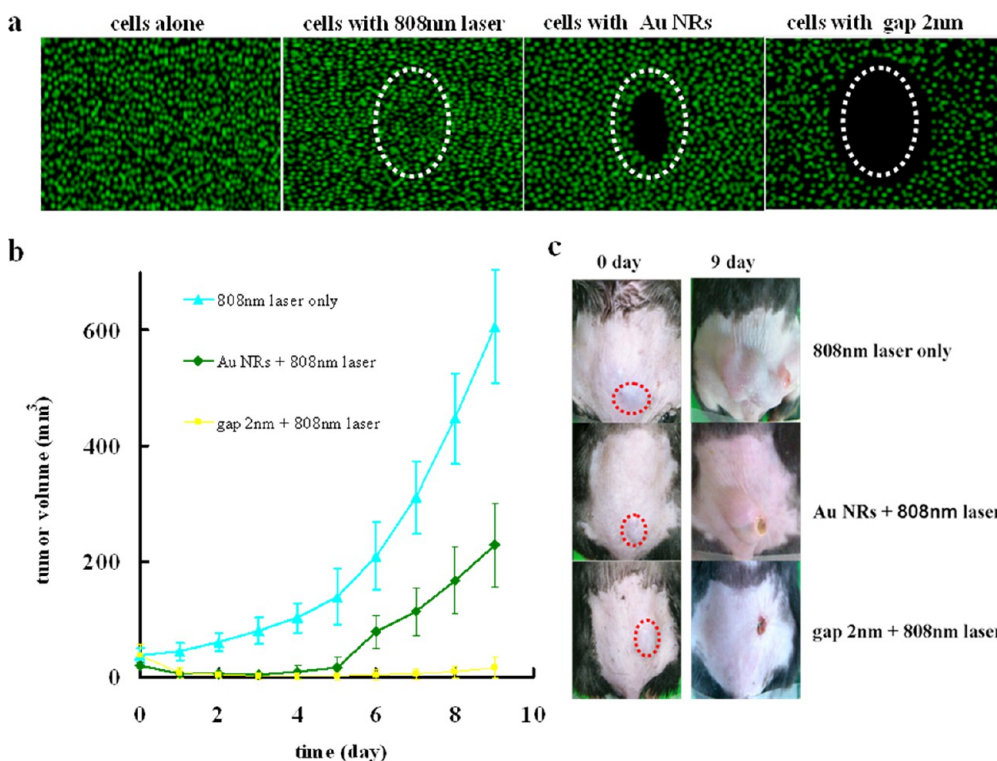 a
cells alone
cells with 808nm laser
cells with Au NRs
cells with gap 2nm
b
808nm laser only
Au NRs + 808nm laser
gap 2nm + 808nm laser
tumor volume (mm³)
600
400
200
0
0 2 4 6 8 10
time (day)
c
0 day 9 day
808nm laser only
Au NRs + 808nm laser
gap 2nm + 808nm laser